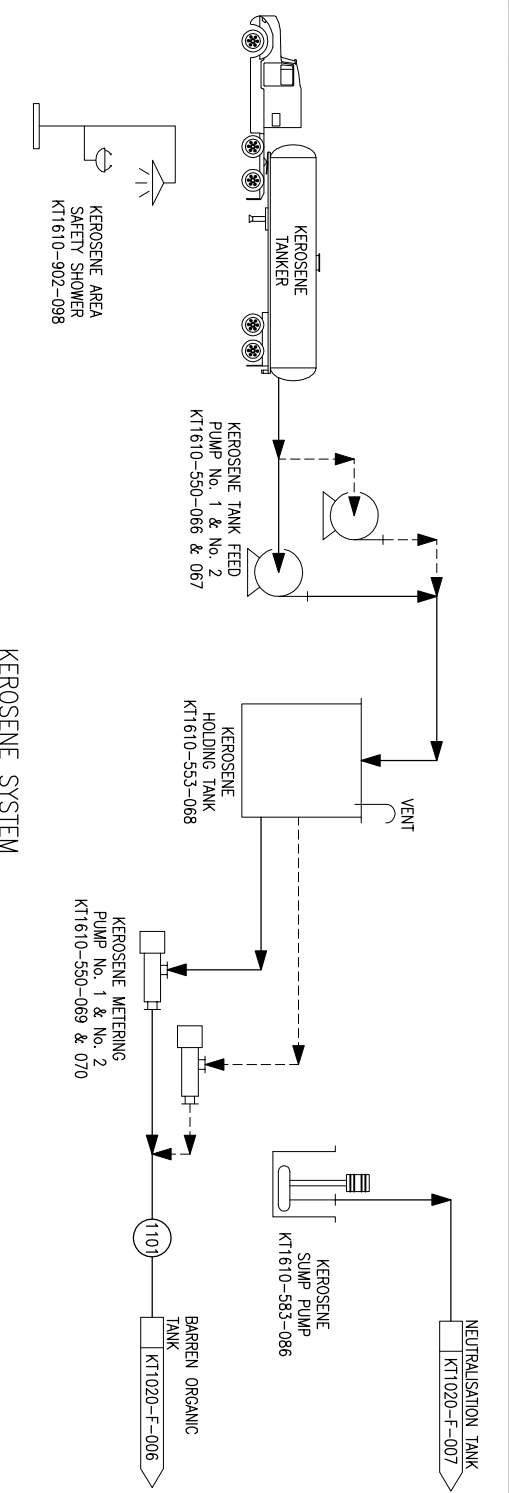 KEROSENE
TANKER
KEROSENE AREA
SAFETY SHOWER
KT1610-902-098
KEROSENE TANK FEED
PUMP No. 1 & No. 2
KT1610-550-066 & 067
VENT
KEROSENE
HOLDING TANK
KT1610-553-068
KEROSENE METERING
PUMP No. 1 & No. 2
KT1610-550-069 & 070
KEROSENE
SUMP PUMP
KT1610-583-086
NEUTRALISATION TANK
KT1020-F-007
1101
BARREN ORGANIC
TANK
KT1020-F-006
KEROSENE SYSTEM